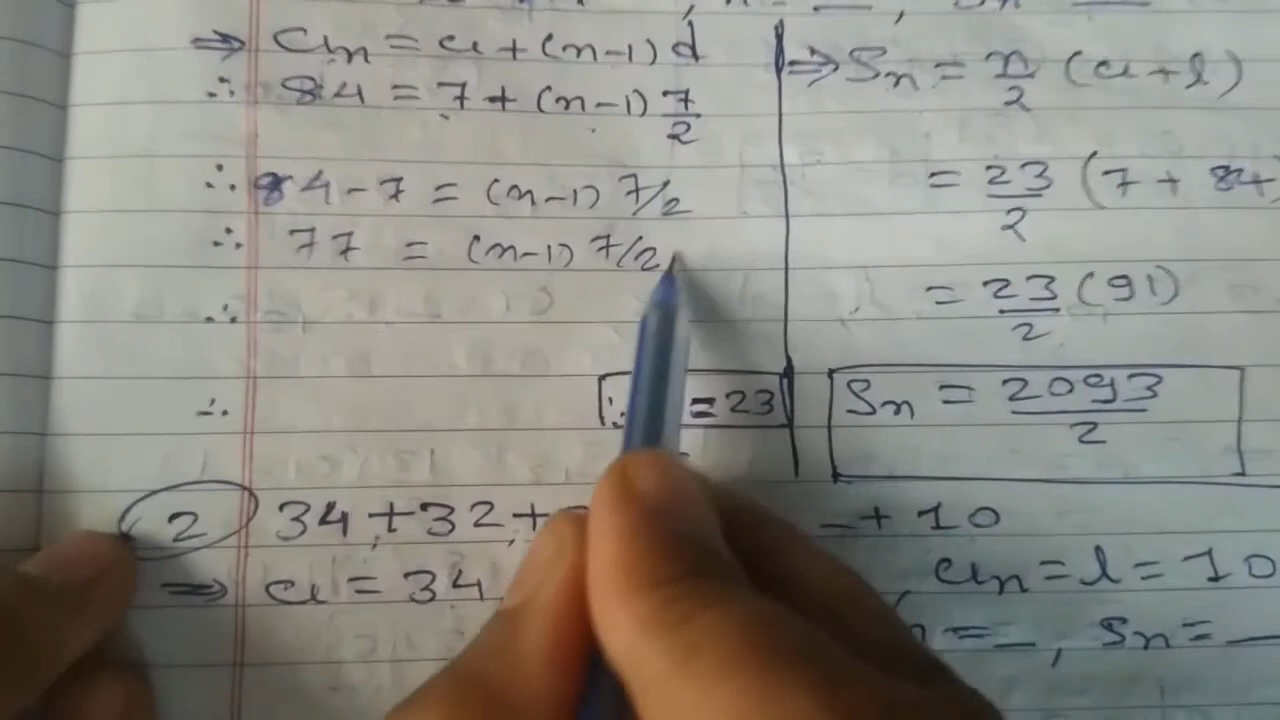 ⇒ an = a + (n-1) d
∴ 84 = 7 + (n-1) 7/2
∴ 84 - 7 = (n-1) 7/2
∴ 77 = (n-1) 7/2
∴
∴ = 23
⇒ Sn = n/2 (a + l)
= 23/2 (7 + 84
= 23/2 (91)
Sn = 2093/2
2 34 + 32 + + 10
⇒ a = 34 , an = l = 10
= _ , Sn = _